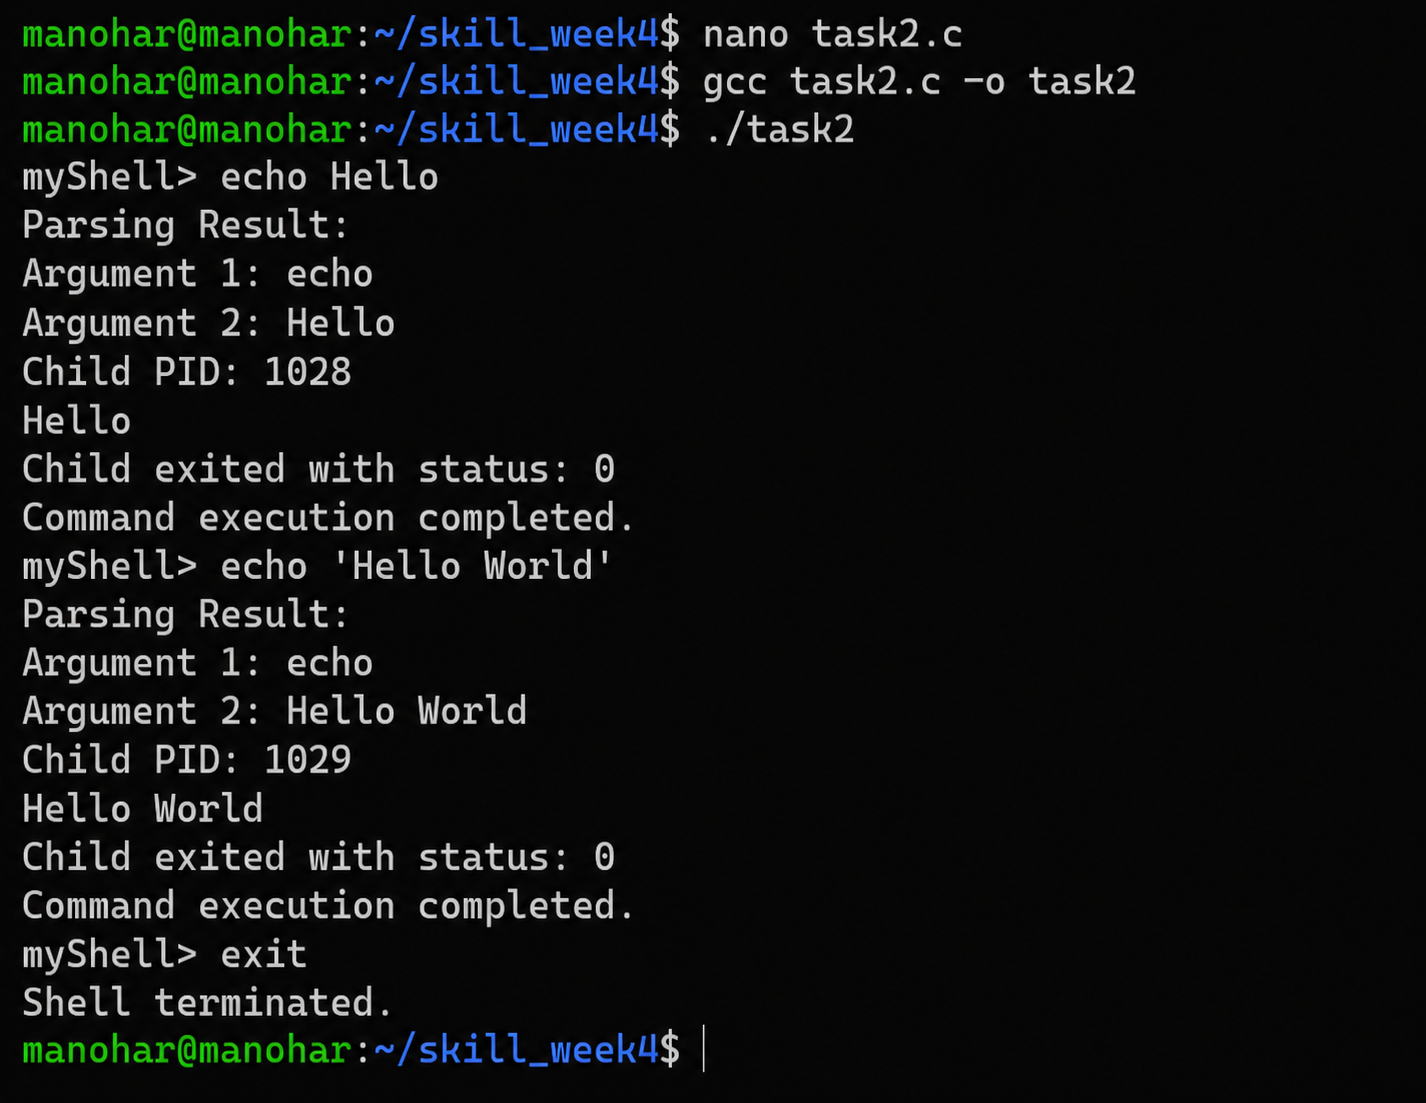 manohar@manohar:~/skill_week4$ nano task2.c
manohar@manohar:~/skill_week4$ gcc task2.c -o task2
manohar@manohar:~/skill_week4$ ./task2
myShell> echo Hello
Parsing Result:
Argument 1: echo
Argument 2: Hello
Child PID: 1028
Hello
Child exited with status: 0
Command execution completed.
myShell> echo 'Hello World'
Parsing Result:
Argument 1: echo
Argument 2: Hello World
Child PID: 1029
Hello World
Child exited with status: 0
Command execution completed.
myShell> exit
Shell terminated.
manohar@manohar:~/skill_week4$